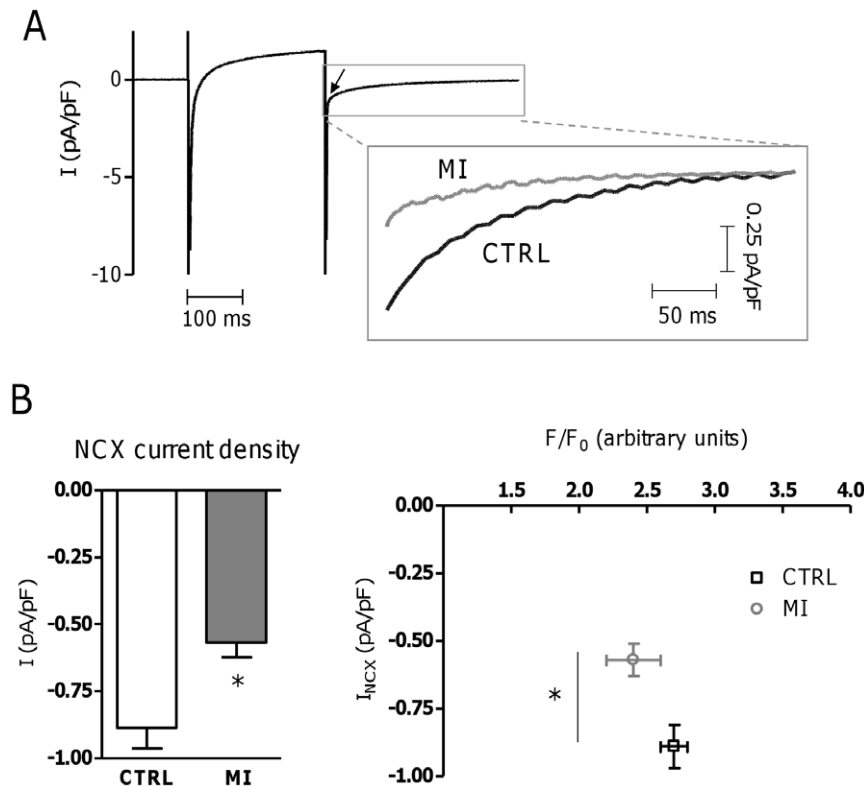 A
I (pA/pF)
0
-5
-10
100 ms
MI
CTRL
0.25 pA/pF
50 ms
B
NCX current density
0.00
-0.25
-0.50
-0.75
-1.00
I (pA/pF)
*
CTRL MI
F/F0 (arbitrary units)
1.5 2.0 2.5 3.0 3.5 4.0
0.00
-0.25
-0.50
-0.75
-1.00
INCX (pA/pF)
CTRL
MI
*